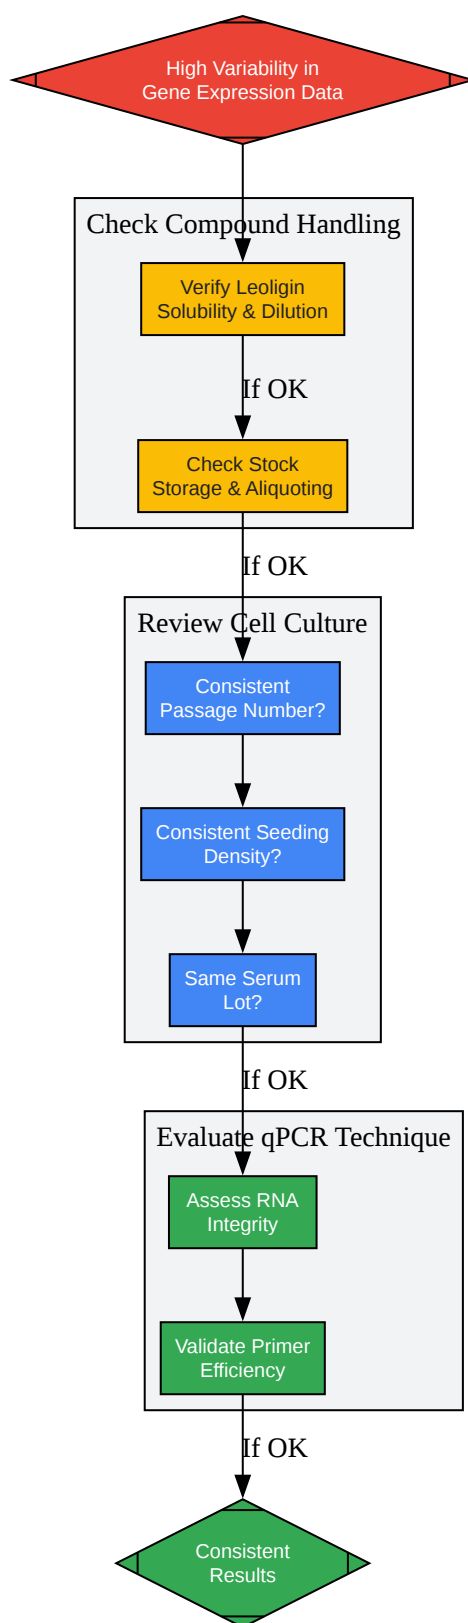 High Variability in
Gene Expression Data
Check Compound Handling
Verify Leoligin
Solubility & Dilution
If OK
Check Stock
Storage & Aliquoting
If OK
Review Cell Culture
Consistent
Passage Number?
Consistent Seeding
Density?
Same Serum
Lot?
If OK
Evaluate qPCR Technique
Assess RNA
Integrity
Validate Primer
Efficiency
If OK
Consistent
Results